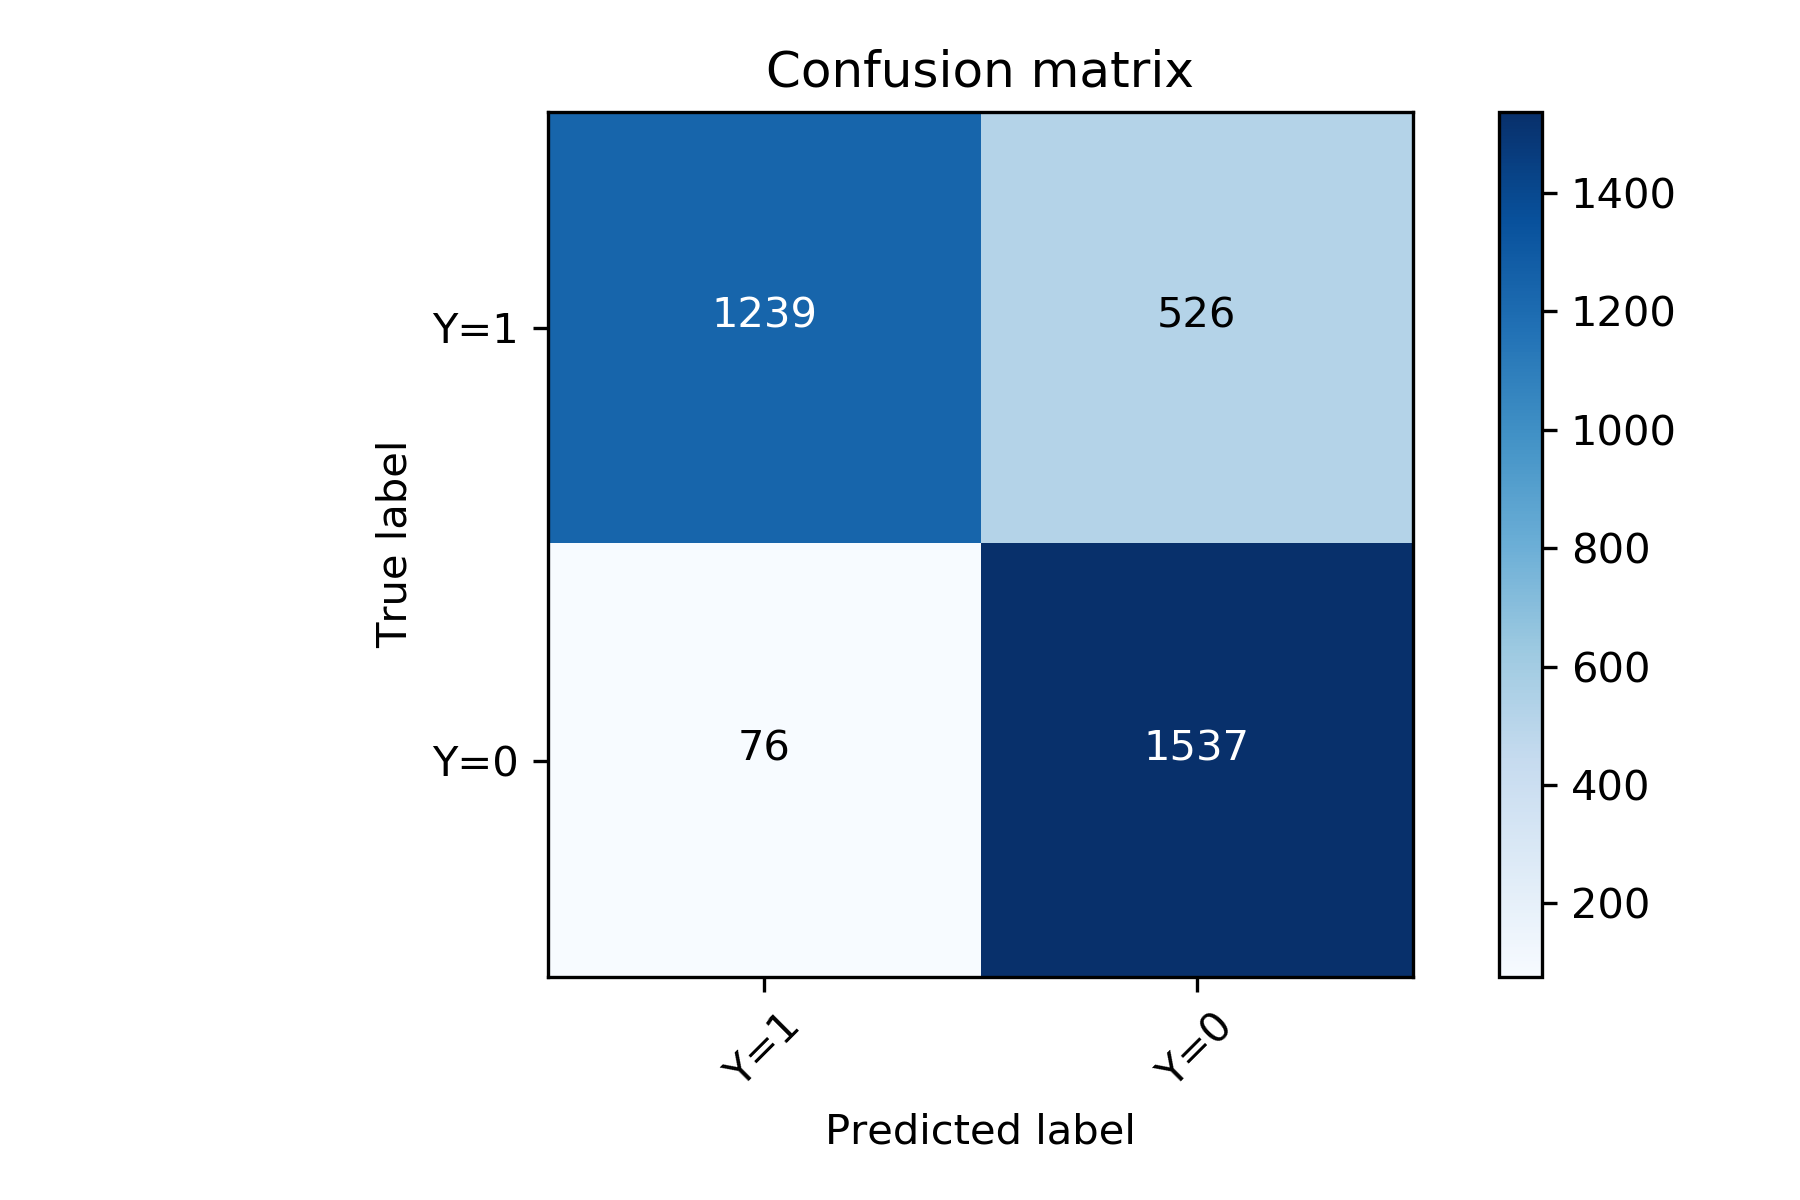 Confusion matrix
True label
Y=1
Y=0
1239
526
76
1537
Y=1
Y=0
Predicted label
1400
1200
1000
800
600
400
200